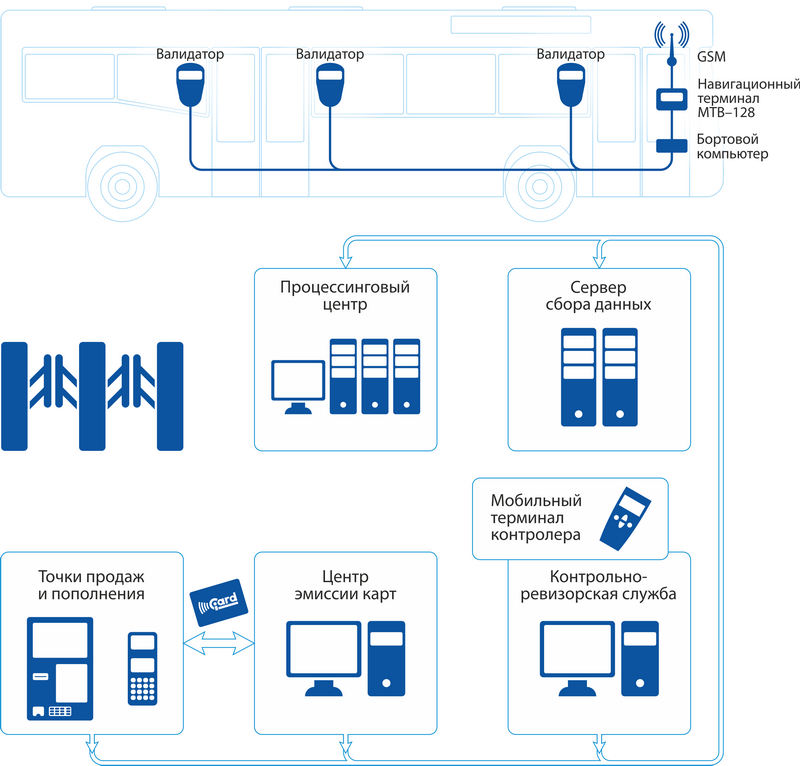 Валидатор
Валидатор
Валидатор
GSM
Навигационный
терминал
МТВ–128
Бортовой
компьютер
Процессинговый
центр
Сервер
сбора данных
Мобильный
терминал
контролера
Точки продаж
и пополнения
Card
Центр
эмиссии карт
Контрольно-
ревизорская служба